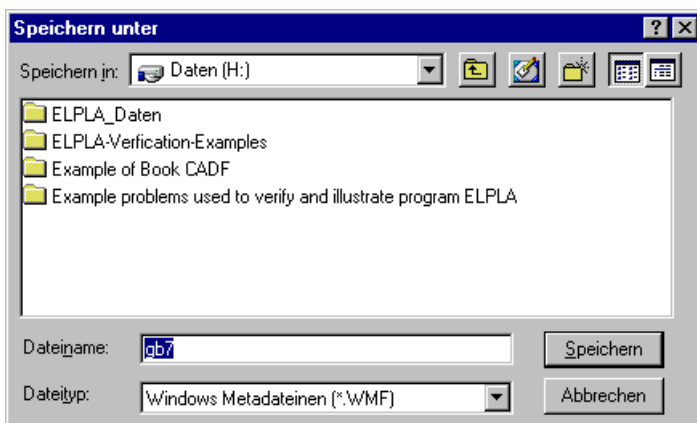 Speichern unter
Speichern in: Daten (H:)
ELPLA_Daten
ELPLA-Verfication-Examples
Example of Book CADF
Example problems used to verify and illustrate program ELPLA
Dateiname: gb7 Speichern
Dateityp: Windows Metadateinen (*.WMF) Abbrechen